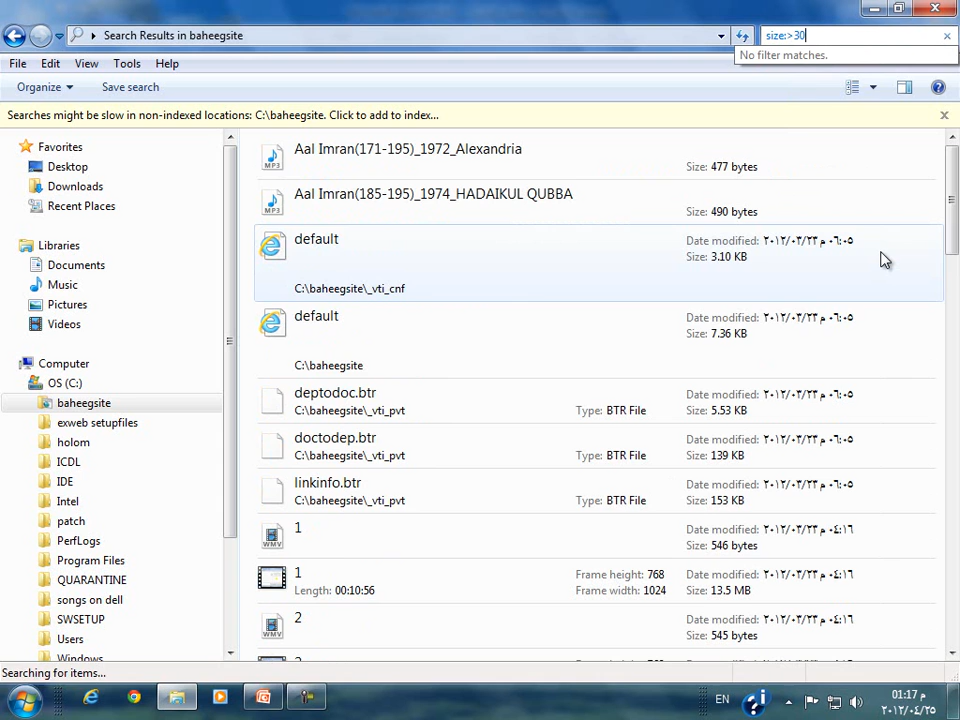 Search Results in baheegsite
size:>30
No filter matches.
File Edit View Tools Help
Organize Save search
Searches might be slow in non-indexed locations: C:\baheegsite. Click to add to index...
Favorites
Desktop
Downloads
Recent Places
Libraries
Documents
Music
Pictures
Videos
Computer
OS (C:)
baheegsite
exweb setupfiles
holom
ICDL
IDE
Intel
patch
PerfLogs
Program Files
QUARANTINE
songs on dell
SWSETUP
Users
Windows
Aal Imran(171-195)_1972_Alexandria
Size: 477 bytes
Aal Imran(185-195)_1974_HADAIKUL QUBBA
Size: 490 bytes
default
Date modified: ٢٠١٢/٠٣/٢٣ م ٠٦:٠٥
Size: 3.10 KB
C:\baheegsite\_vti_cnf
default
Date modified: ٢٠١٢/٠٣/٢٣ م ٠٦:٠٥
Size: 7.36 KB
C:\baheegsite
deptodoc.btr
Date modified: ٢٠١٢/٠٣/٢٣ م ٠٦:٠٥
C:\baheegsite\_vti_pvt Type: BTR File Size: 5.53 KB
doctodep.btr
Date modified: ٢٠١٢/٠٣/٢٣ م ٠٦:٠٥
C:\baheegsite\_vti_pvt Type: BTR File Size: 139 KB
linkinfo.btr
Date modified: ٢٠١٢/٠٣/٢٣ م ٠٦:٠٥
C:\baheegsite\_vti_pvt Type: BTR File Size: 153 KB
1
Date modified: ٢٠١٢/٠٣/٢٣ م ٠٤:١٦
Size: 546 bytes
1
Frame height: 768 Date modified: ٢٠١٢/٠٣/٢٣ م ٠٤:١٦
Length: 00:10:56 Frame width: 1024 Size: 13.5 MB
2
Date modified: ٢٠١٢/٠٣/٢٣ م ٠٤:١٦
Size: 545 bytes
Searching for items...
EN
01:17 م
٢٠١٢/٠٤/٢٥